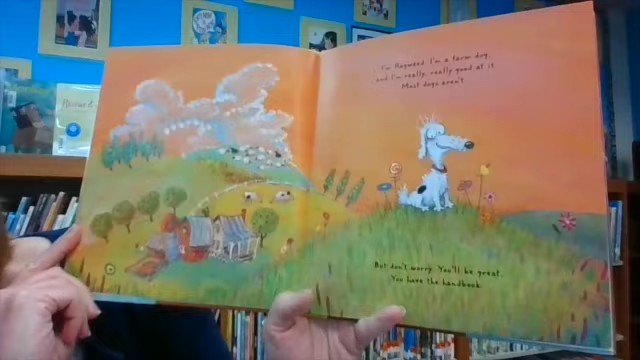 I'm Haywood. I'm a farm dog,
and I'm really, really good at it.
Most dogs aren't.
But don't worry. You'll be great.
You have the handbook.